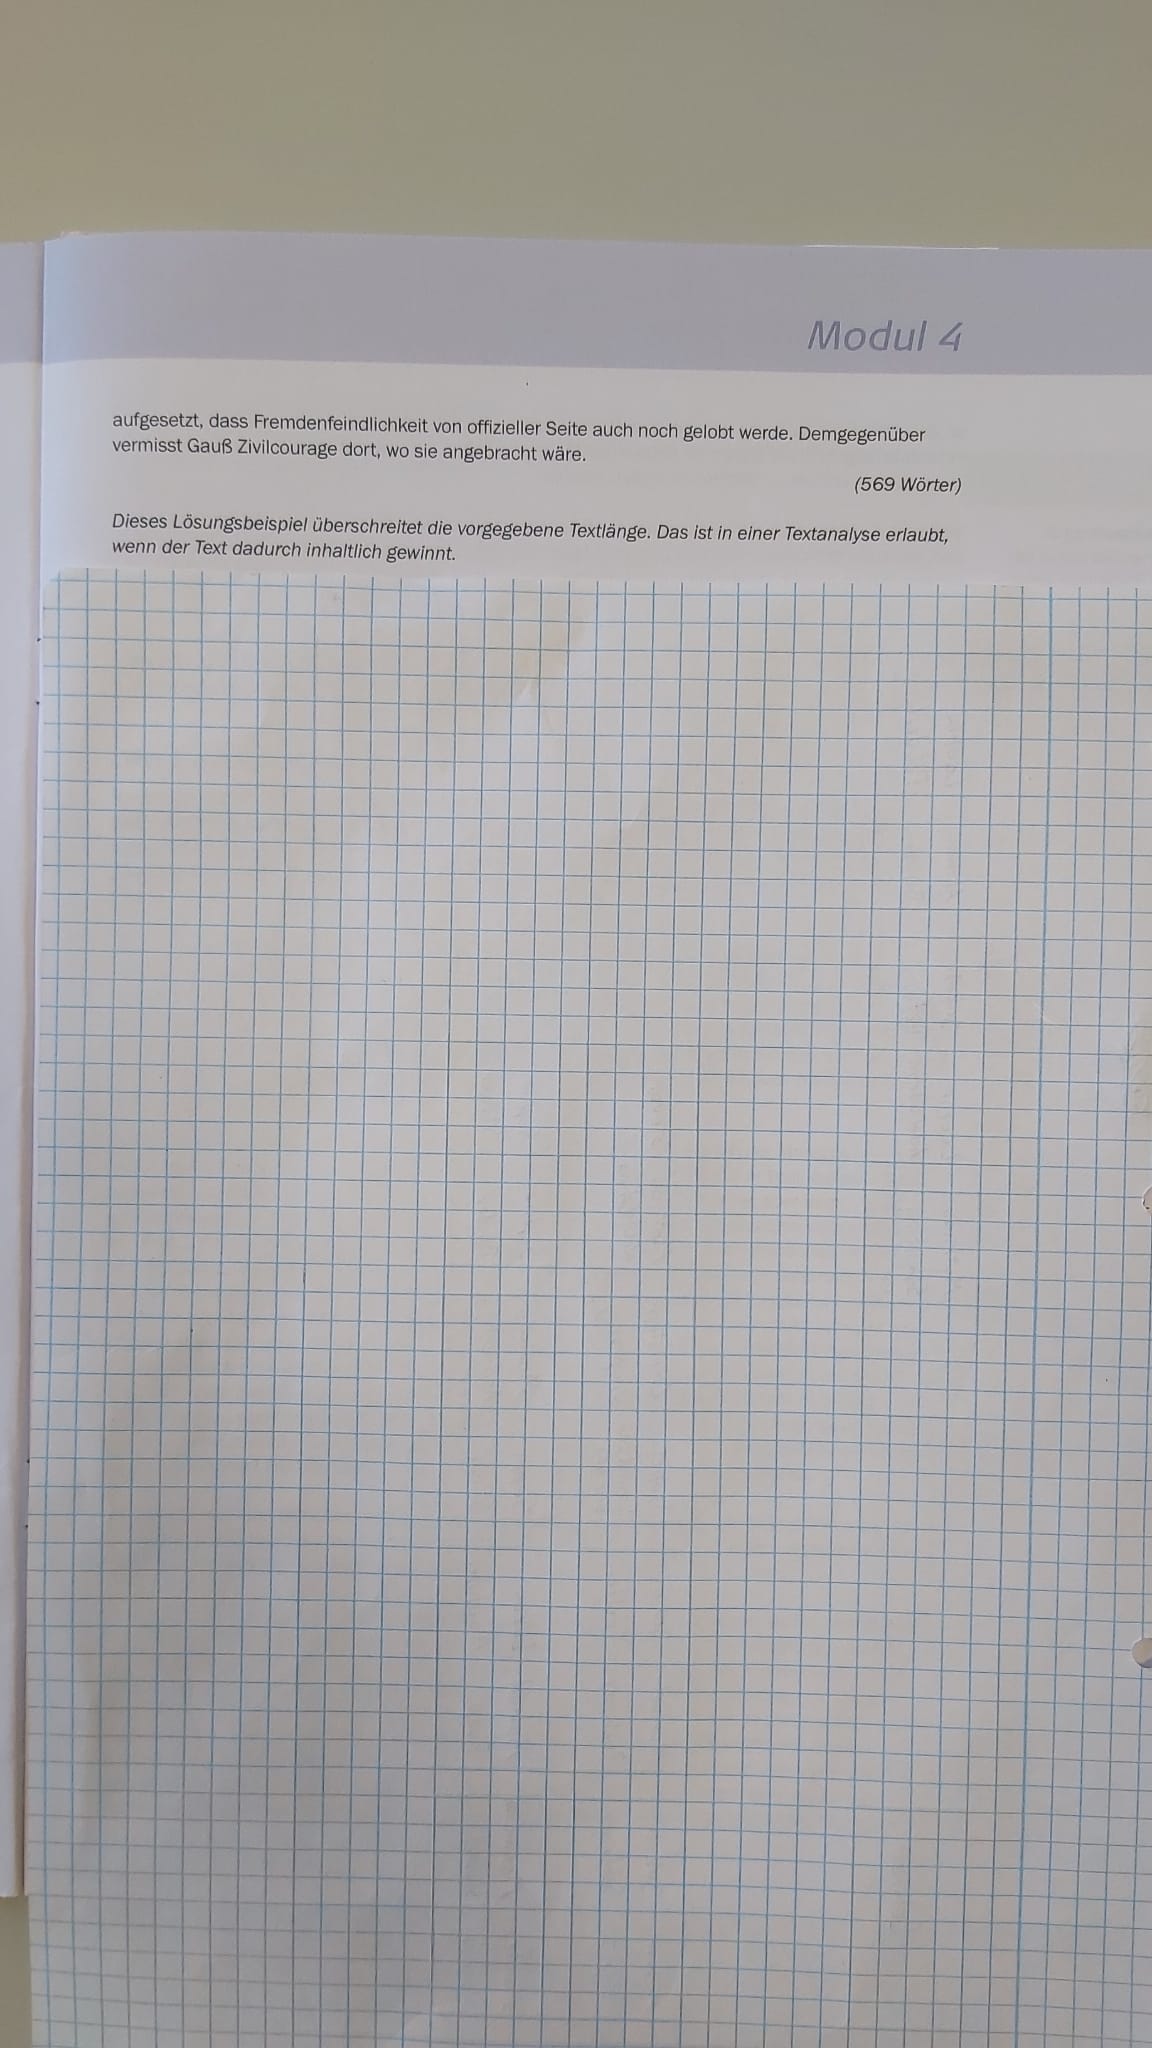 Modul 4
aufgesetzt, dass Fremdenfeindlichkeit von offizieller Seite auch noch gelobt werde. Demgegenüber
vermisst Gauß Zivilcourage dort, wo sie angebracht wäre.
(569 Wörter)
Dieses Lösungsbeispiel überschreitet die vorgegebene Textlänge. Das ist in einer Textanalyse erlaubt,
wenn der Text dadurch inhaltlich gewinnt.